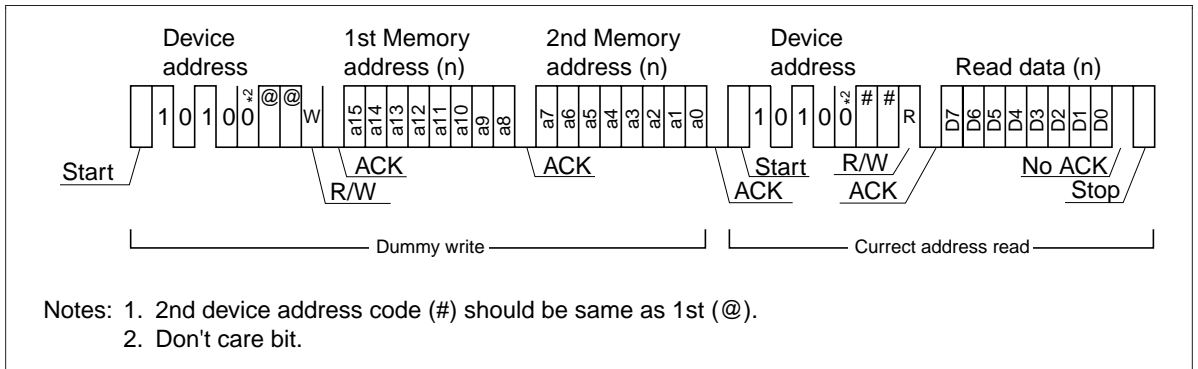 Device address
1st Memory address (n)
2nd Memory address (n)
Device address
Read data (n)
1 0 1 0 0 *2 @ @ W
a15 a14 a13 a12 a11 a10 a9 a8
a7 a6 a5 a4 a3 a2 a1 a0
1 0 1 0 0 *2 # # R
D7 D6 D5 D4 D3 D2 D1 D0
Start
R/W
ACK
ACK
ACK
Start
R/W
ACK
No ACK
Stop
Dummy write
Currect address read
Notes: 1. 2nd device address code (#) should be same as 1st (@).
2. Don't care bit.